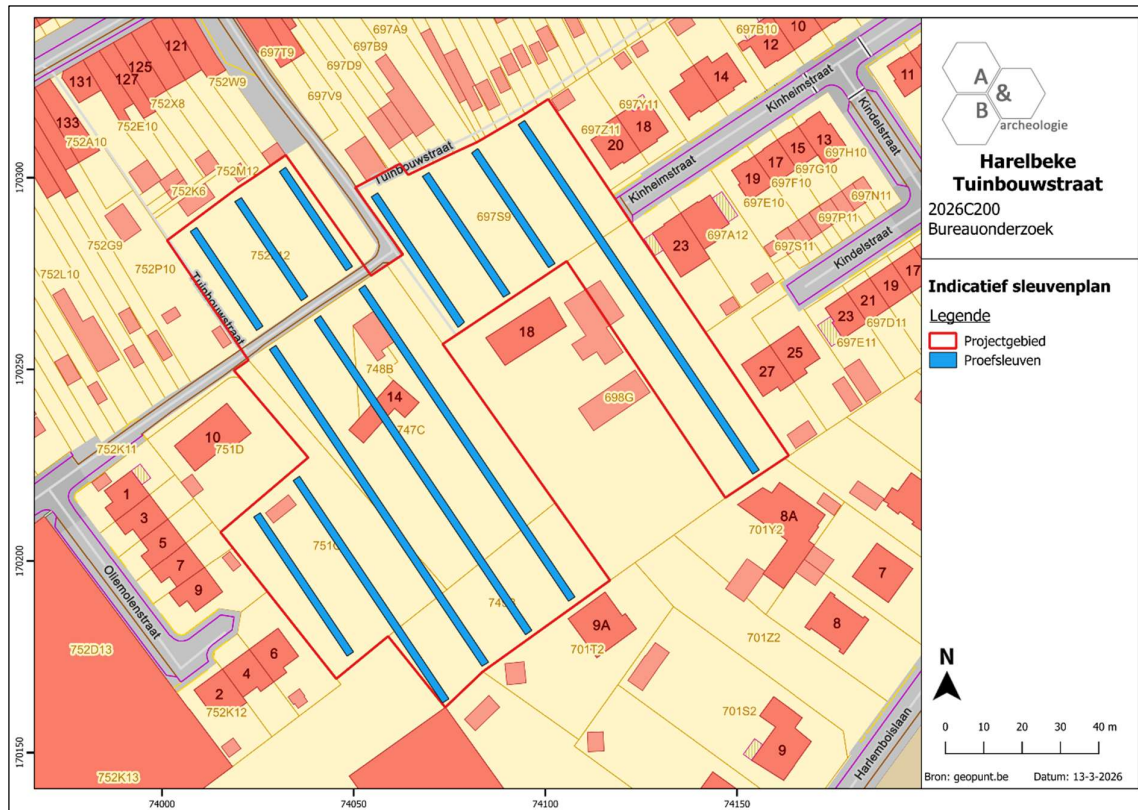 131
133
127
125
121
752A10
752E10
752X8
752W9
697T9
697A9
697B9
697D9
697V9
697B10
10
12
14
11
Kinheimstraat
Kindelstraat
697Y11
697Z11
18
20
13
15
17
19
697H10
697G10
697F10
697E10
Tuinbouwstraat
752M12
752K6
752G9
752L10
752P10
697S9
Kinheimstraat
697N11
697P11
697S11
697A12
23
Kindelstraat
17
19
21
23
697D11
697E11
25
27
Tuinbouwstraat
18
698G
748B
14
747C
10
751D
752K11
1
3
5
7
9
Oliemolenstraat
752D13
2
4
6
752K12
752K13
9A
701T2
8A
701Y2
7
8
701Z2
701S2
9
Harlemboislaan
170300
170250
170200
170150
74000
74050
74100
74150
A
&
B
archeologie
Harelbeke
Tuinbouwstraat
2026C200
Bureauonderzoek
Indicatief sleuvenplan
Legende
Projectgebied
Proefsleuven
N
0 10 20 30 40 m
Bron: geopunt.be Datum: 13-3-2026